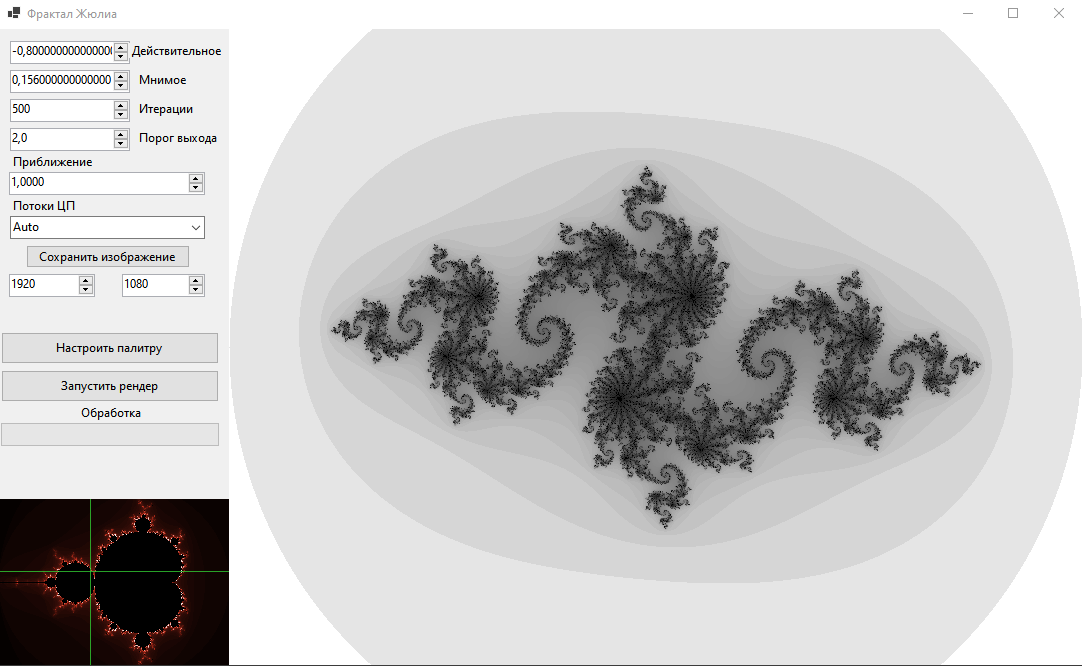 Фрактал Жюлиа
-0,80000000000000 Действительное
0,156000000000000 Мнимое
500 Итерации
2,0 Порог выхода
Приближение
1,0000
Потоки ЦП
Auto
Сохранить изображение
1920 1080
Настроить палитру
Запустить рендер
Обработка